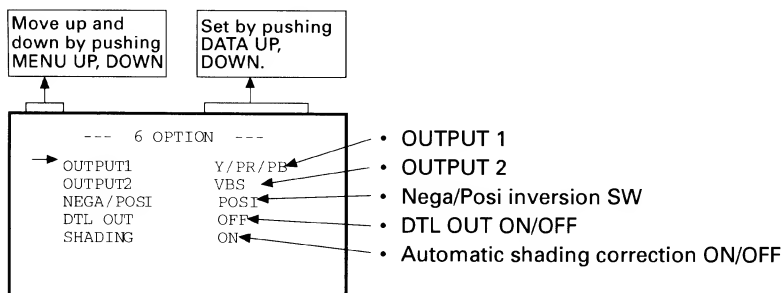 Move up and
down by pushing
MENU UP, DOWN
Set by pushing
DATA UP,
DOWN.
--- 6 OPTION ---
OUTPUT1 Y/PR/PB
OUTPUT2 VBS
NEGA/POSI POSI
DTL OUT OFF
SHADING ON
• OUTPUT 1
• OUTPUT 2
• Nega/Posi inversion SW
• DTL OUT ON/OFF
• Automatic shading correction ON/OFF